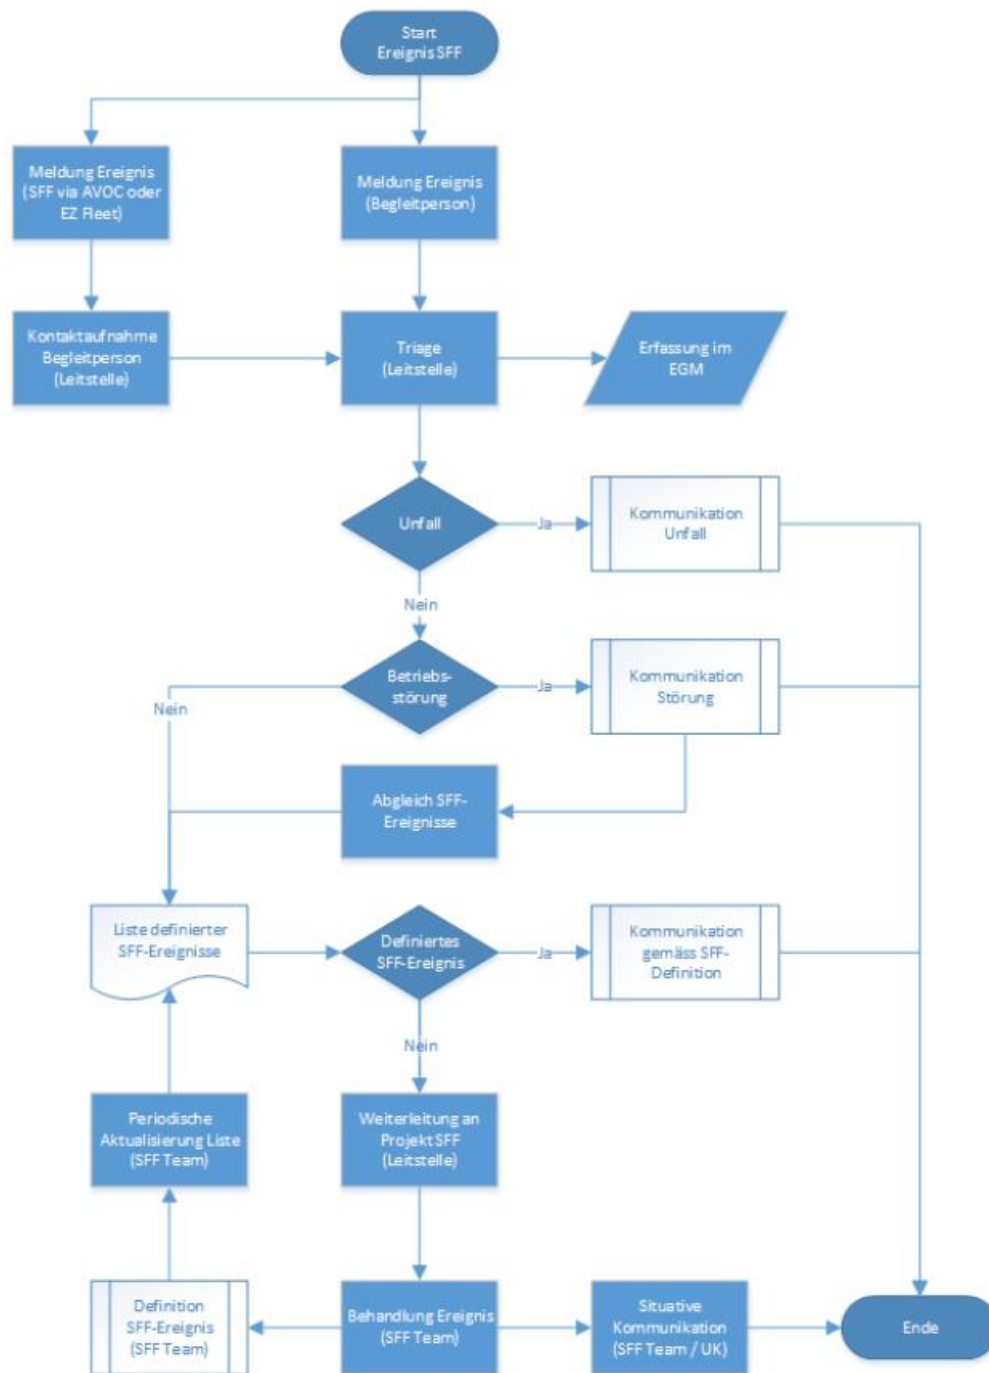 Start
Ereignis SFF
Meldung Ereignis
(SFF via AVOC oder
EZ Fleet)
Meldung Ereignis
(Begleitperson)
Kontaktaufnahme
Begleitperson
(Leitstelle)
Triage
(Leitstelle)
Erfassung im
EGM
Unfall
Ja
Kommunikation
Unfall
Nein
Betriebs-
störung
Ja
Kommunikation
Störung
Nein
Abgleich SFF-
Ereignisse
Liste definierter
SFF-Ereignisse
Definiertes
SFF-Ereignis
Ja
Kommunikation
gemäss SFF-
Definition
Nein
Periodische
Aktualisierung Liste
(SFF Team)
Weiterleitung an
Projekt SFF
(Leitstelle)
Definition
SFF-Ereignis
(SFF Team)
Behandlung Ereignis
(SFF Team)
Situative
Kommunikation
(SFF Team / UK)
Ende